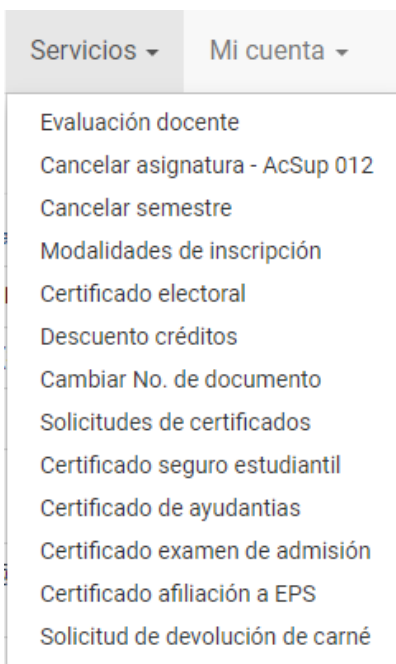 Servicios Mi cuenta
Evaluación docente
Cancelar asignatura - AcSup 012
Cancelar semestre
Modalidades de inscripción
Certificado electoral
Descuento créditos
Cambiar No. de documento
Solicitudes de certificados
Certificado seguro estudiantil
Certificado de ayudantias
Certificado examen de admisión
Certificado afiliación a EPS
Solicitud de devolución de carné